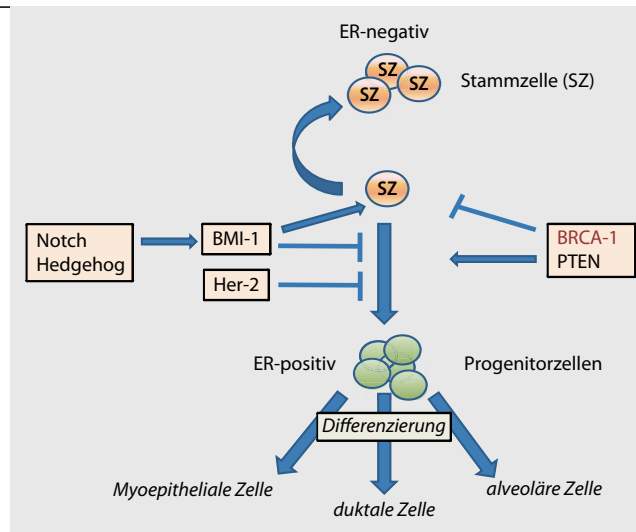 ER-negativ
SZ
SZ
SZ
Stammzelle (SZ)
SZ
Notch
Hedgehog
BMI-1
Her-2
BRCA-1
PTEN
ER-positiv
Progenitorzellen
Differenzierung
Myoepitheliale Zelle
duktale Zelle
alveoläre Zelle